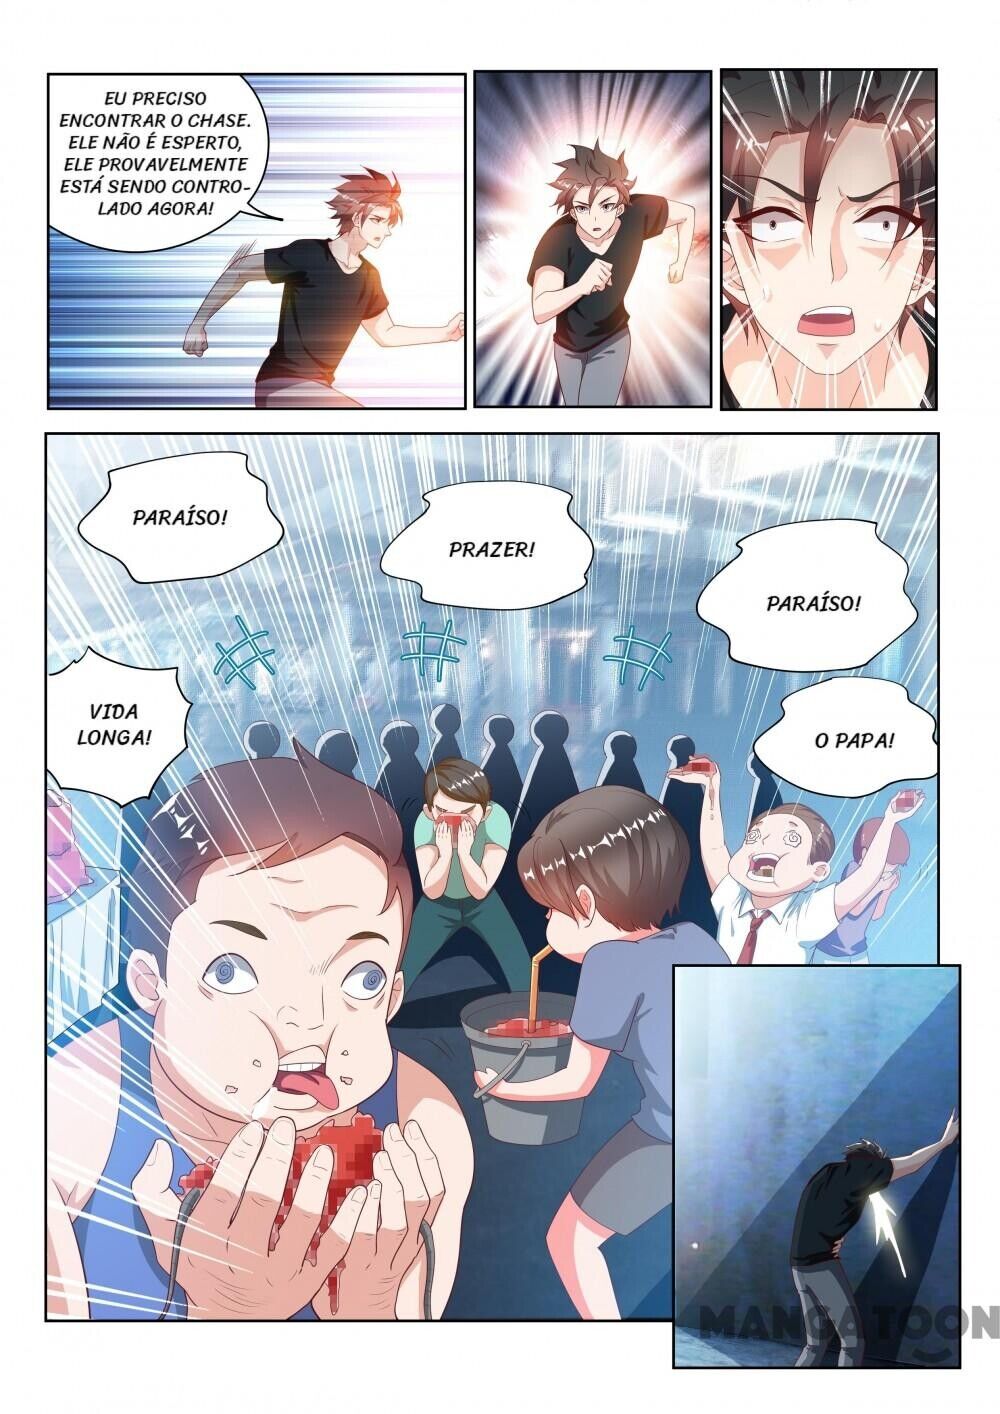 EU PRECISO
ENCONTRAR O CHASE.
ELE NÃO É ESPERTO,
ELE PROVAVELMENTE
ESTÁ SENDO CONTRO-
LADO AGORA!
PARAÍSO!
PRAZER!
PARAÍSO!
VIDA
LONGA!
O PAPA!
MANGATOON